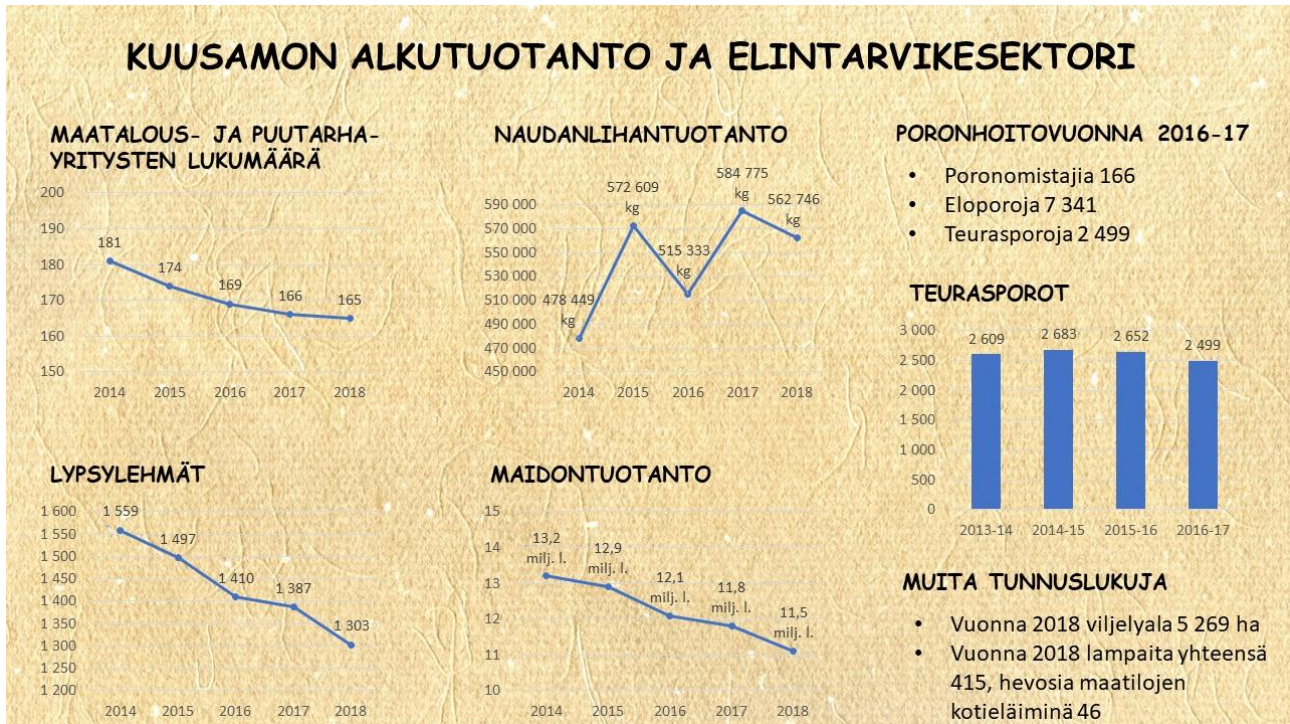 KUUSAMON ALKUTUOTANTO JA ELINTARVIKESEKTORI
MAATALOUS- JA PUUTARHA-
YRITYSTEN LUKUMÄÄRÄ
200
190
180
170
160
150
181
174
169
166
165
2014 2015 2016 2017 2018
NAUDANLIHANTUOTANTO
590 000
570 000
550 000
530 000
510 000
490 000
470 000
450 000
478 449
kg
572 609
kg
515 333
kg
584 775
kg
562 746
kg
2014 2015 2016 2017 2018
PORONHOITOVUONNA 2016-17
• Poronomistajia 166
• Eloporoja 7 341
• Teurasporoja 2 499
TEURASPOROT
3 000
2 500
2 000
1 500
1 000
500
0
2 609
2 683
2 652
2 499
2013-14 2014-15 2015-16 2016-17
LYPSYLEHMÄT
1 600
1 550
1 500
1 450
1 400
1 350
1 300
1 250
1 200
1 559
1 497
1 410
1 387
1 303
2014 2015 2016 2017 2018
MAIDONTUOTANTO
15
14
13
12
11
10
13,2
milj. l.
12,9
milj. l.
12,1
milj. l.
11,8
milj. l.
11,5
milj. l.
2014 2015 2016 2017 2018
MUITA TUNNUSLUKUJA
• Vuonna 2018 viljelyala 5 269 ha
• Vuonna 2018 lampaita yhteensä
415, hevosia maatilojen
kotieläiminä 46